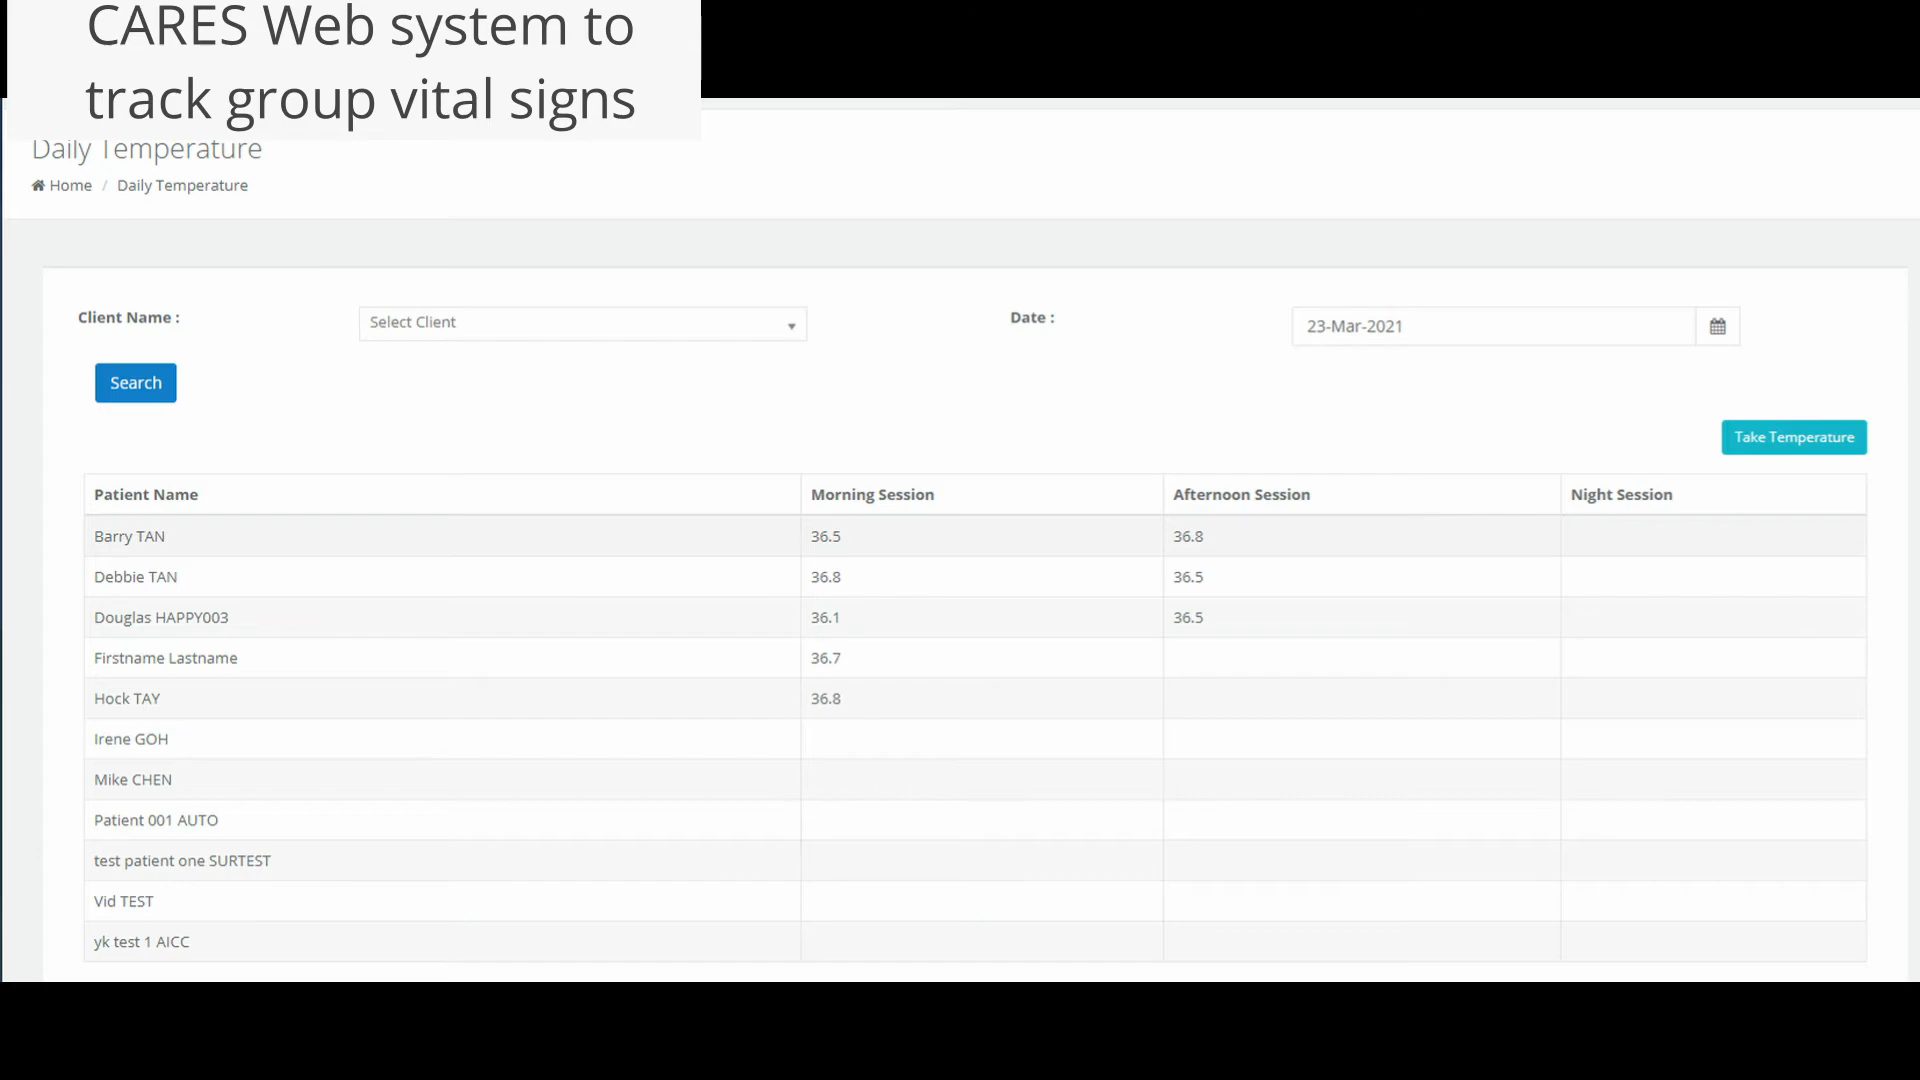 CARES Web system to
track group vital signs
Daily Temperature
Home / Daily Temperature
Client Name : Select Client Date : 23-Mar-2021
Search
Take Temperature
Patient Name Morning Session Afternoon Session Night Session
Barry TAN 36.5 36.8
Debbie TAN 36.8 36.5
Douglas HAPPY003 36.1 36.5
Firstname Lastname 36.7
Hock TAY 36.8
Irene GOH
Mike CHEN
Patient 001 AUTO
test patient one SURTEST
Vid TEST
yk test 1 AICC